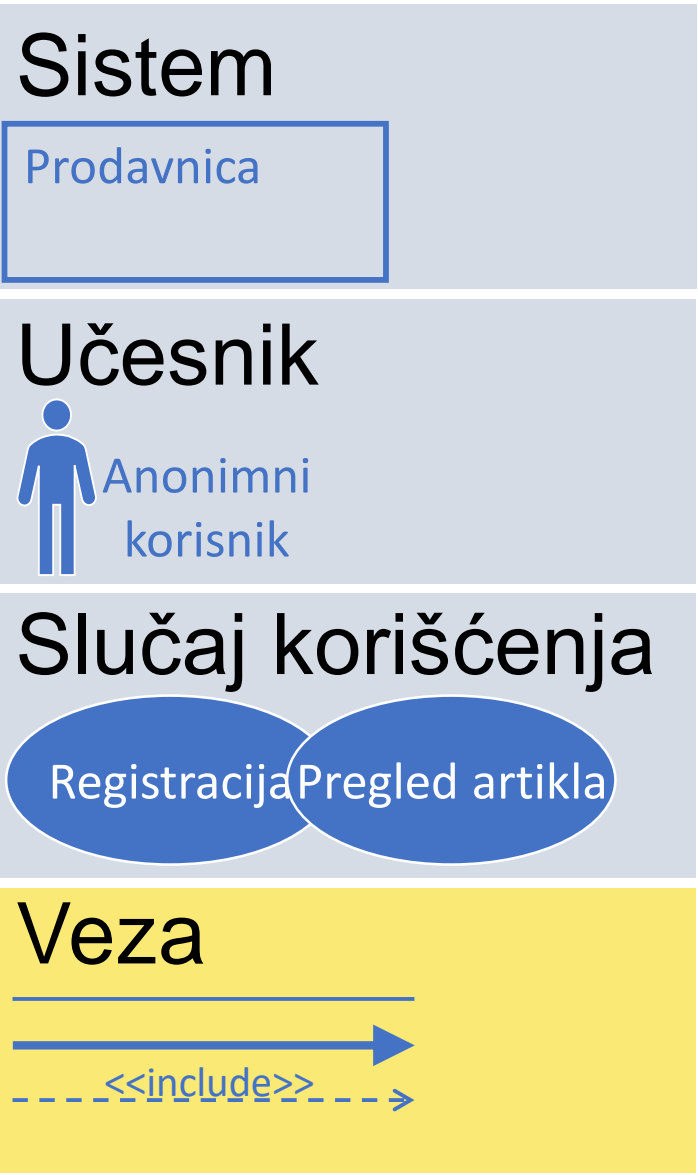 Sistem
Prodavnica
Učesnik
Anonimni
korisnik
Slučaj korišćenja
Registracija Pregled artikla
Veza
<<include>>